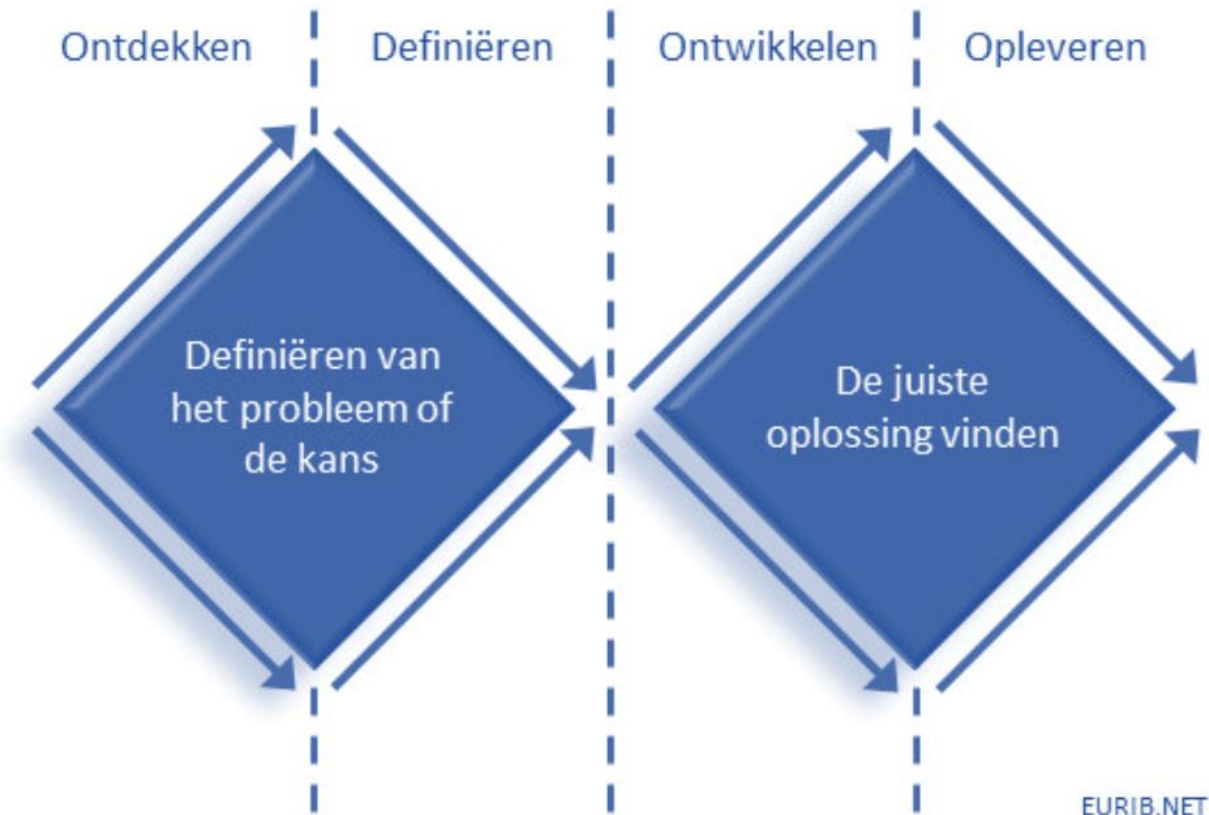 Ontdekken
Definiëren
Ontwikkelen
Opleveren
Definiëren van
het probleem of
de kans
De juiste
oplossing vinden
EURIB.NET